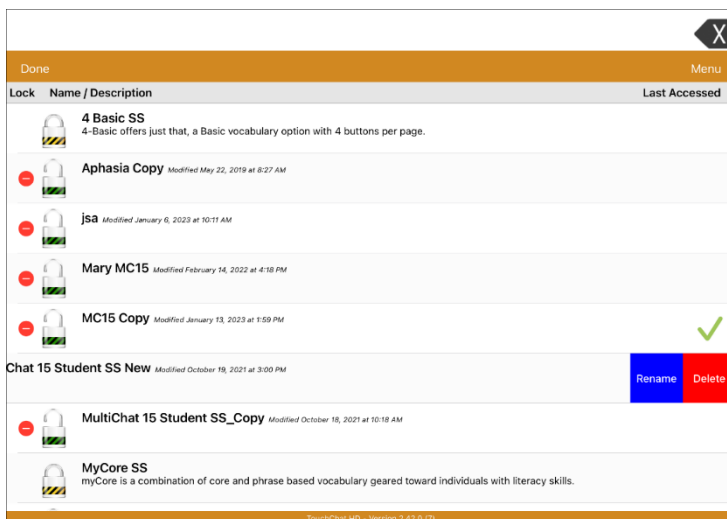 X
Done Menu
Lock Name / Description Last Accessed
4 Basic SS
4-Basic offers just that, a Basic vocabulary option with 4 buttons per page.
Aphasia Copy Modified May 22, 2019 at 8:27 AM
jsa Modified January 6, 2023 at 10:11 AM
Mary MC15 Modified February 14, 2022 at 4:18 PM
MC15 Copy Modified January 13, 2023 at 1:59 PM
Chat 15 Student SS New Modified October 19, 2021 at 3:00 PM Rename Delete
MultiChat 15 Student SS_Copy Modified October 18, 2021 at 10:18 AM
MyCore SS
myCore is a combination of core and phrase based vocabulary geared toward individuals with literacy skills.
TouchChat HD - Version